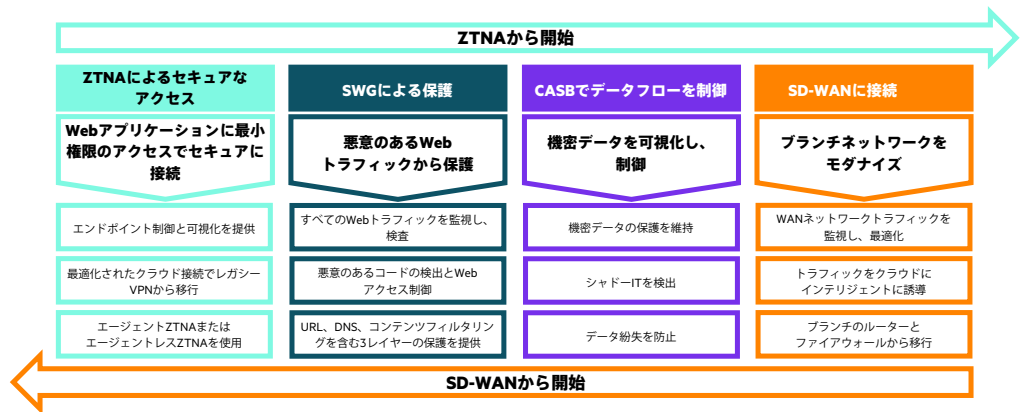 ZTNAから開始
ZTNAによるセキュアな
アクセス
SWGによる保護
CASBでデータフローを制御
SD-WANに接続
Webアプリケーションに最小
権限のアクセスでセキュアに
接続
悪意のあるWeb
トラフィックから保護
機密データを可視化し、
制御
ブランチネットワークを
モダナイズ
エンドポイント制御と可視化を提供
すべてのWebトラフィックを監視し、
検査
機密データの保護を維持
WANネットワークトラフィックを
監視し、最適化
最適化されたクラウド接続でレガシー
VPNから移行
悪意のあるコードの検出とWeb
アクセス制御
シャドーITを検出
トラフィックをクラウドに
インテリジェントに誘導
エージェントZTNAまたは
エージェントレスZTNAを使用
URL、DNS、コンテンツフィルタリン
グを含む3レイヤーの保護を提供
データ紛失を防止
ブランチのルーターと
ファイアウォールから移行
SD-WANから開始